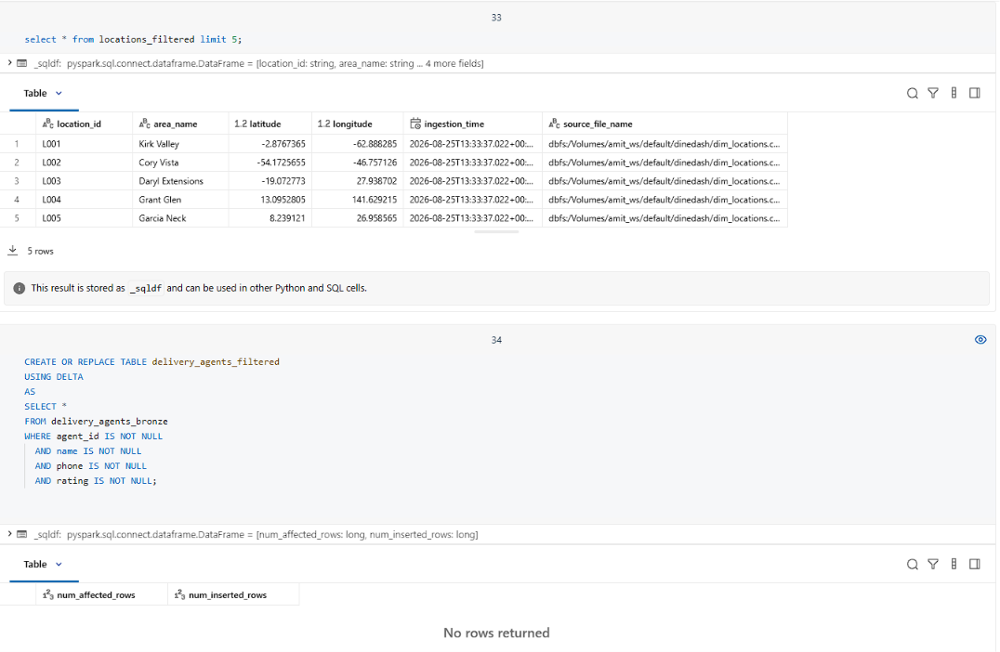 33
select * from locations_filtered limit 5;
_sqldf: pyspark.sql.connect.dataframe.DataFrame = [location_id: string, area_name: string ... 4 more fields]
Table
ABC location_id ABC area_name 1.2 latitude 1.2 longitude ingestion_time ABC source_file_name
1 L001 Kirk Valley -2.8767365 -62.888285 2026-08-25T13:33:37.022+00:... dbfs:/Volumes/amit_ws/default/dinedash/dim_locations.c...
2 L002 Cory Vista -54.1725655 -46.757126 2026-08-25T13:33:37.022+00:... dbfs:/Volumes/amit_ws/default/dinedash/dim_locations.c...
3 L003 Daryl Extensions -19.072773 27.938702 2026-08-25T13:33:37.022+00:... dbfs:/Volumes/amit_ws/default/dinedash/dim_locations.c...
4 L004 Grant Glen 13.0952805 141.629215 2026-08-25T13:33:37.022+00:... dbfs:/Volumes/amit_ws/default/dinedash/dim_locations.c...
5 L005 Garcia Neck 8.239121 26.958565 2026-08-25T13:33:37.022+00:... dbfs:/Volumes/amit_ws/default/dinedash/dim_locations.c...
5 rows
This result is stored as _sqldf and can be used in other Python and SQL cells.
34
CREATE OR REPLACE TABLE delivery_agents_filtered
USING DELTA
AS
SELECT *
FROM delivery_agents_bronze
WHERE agent_id IS NOT NULL
AND name IS NOT NULL
AND phone IS NOT NULL
AND rating IS NOT NULL;
_sqldf: pyspark.sql.connect.dataframe.DataFrame = [num_affected_rows: long, num_inserted_rows: long]
Table
123 num_affected_rows 123 num_inserted_rows
No rows returned